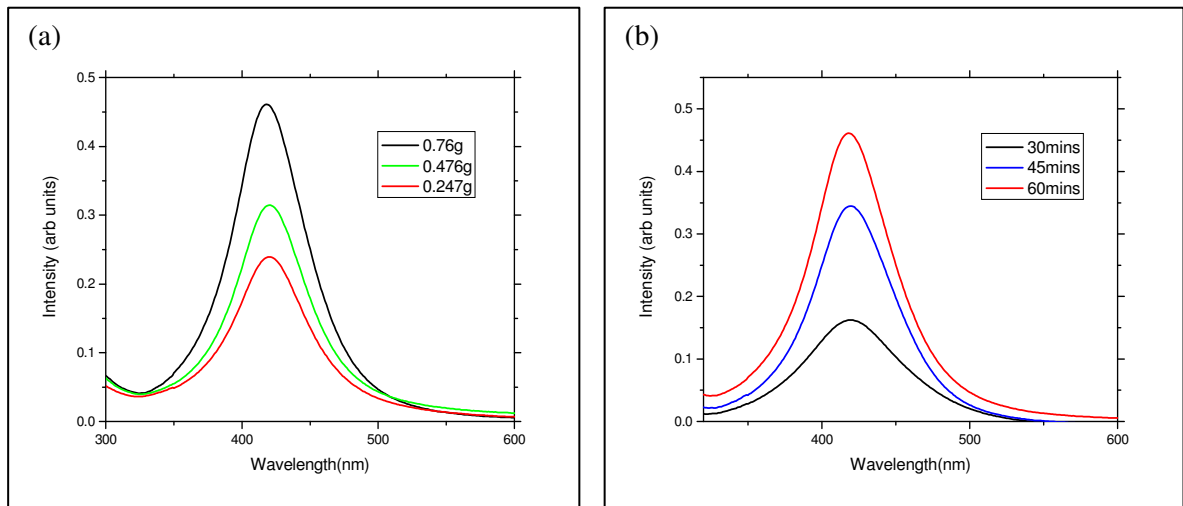 (a)
0.5
0.4
0.3
0.2
0.1
0.0
300
400
500
600
Intensity (arb units)
Wavelength(nm)
0.76g
0.476g
0.247g
(b)
0.5
0.4
0.3
0.2
0.1
0.0
400
500
600
Intensity (arb units)
Wavelength(nm)
30mins
45mins
60mins